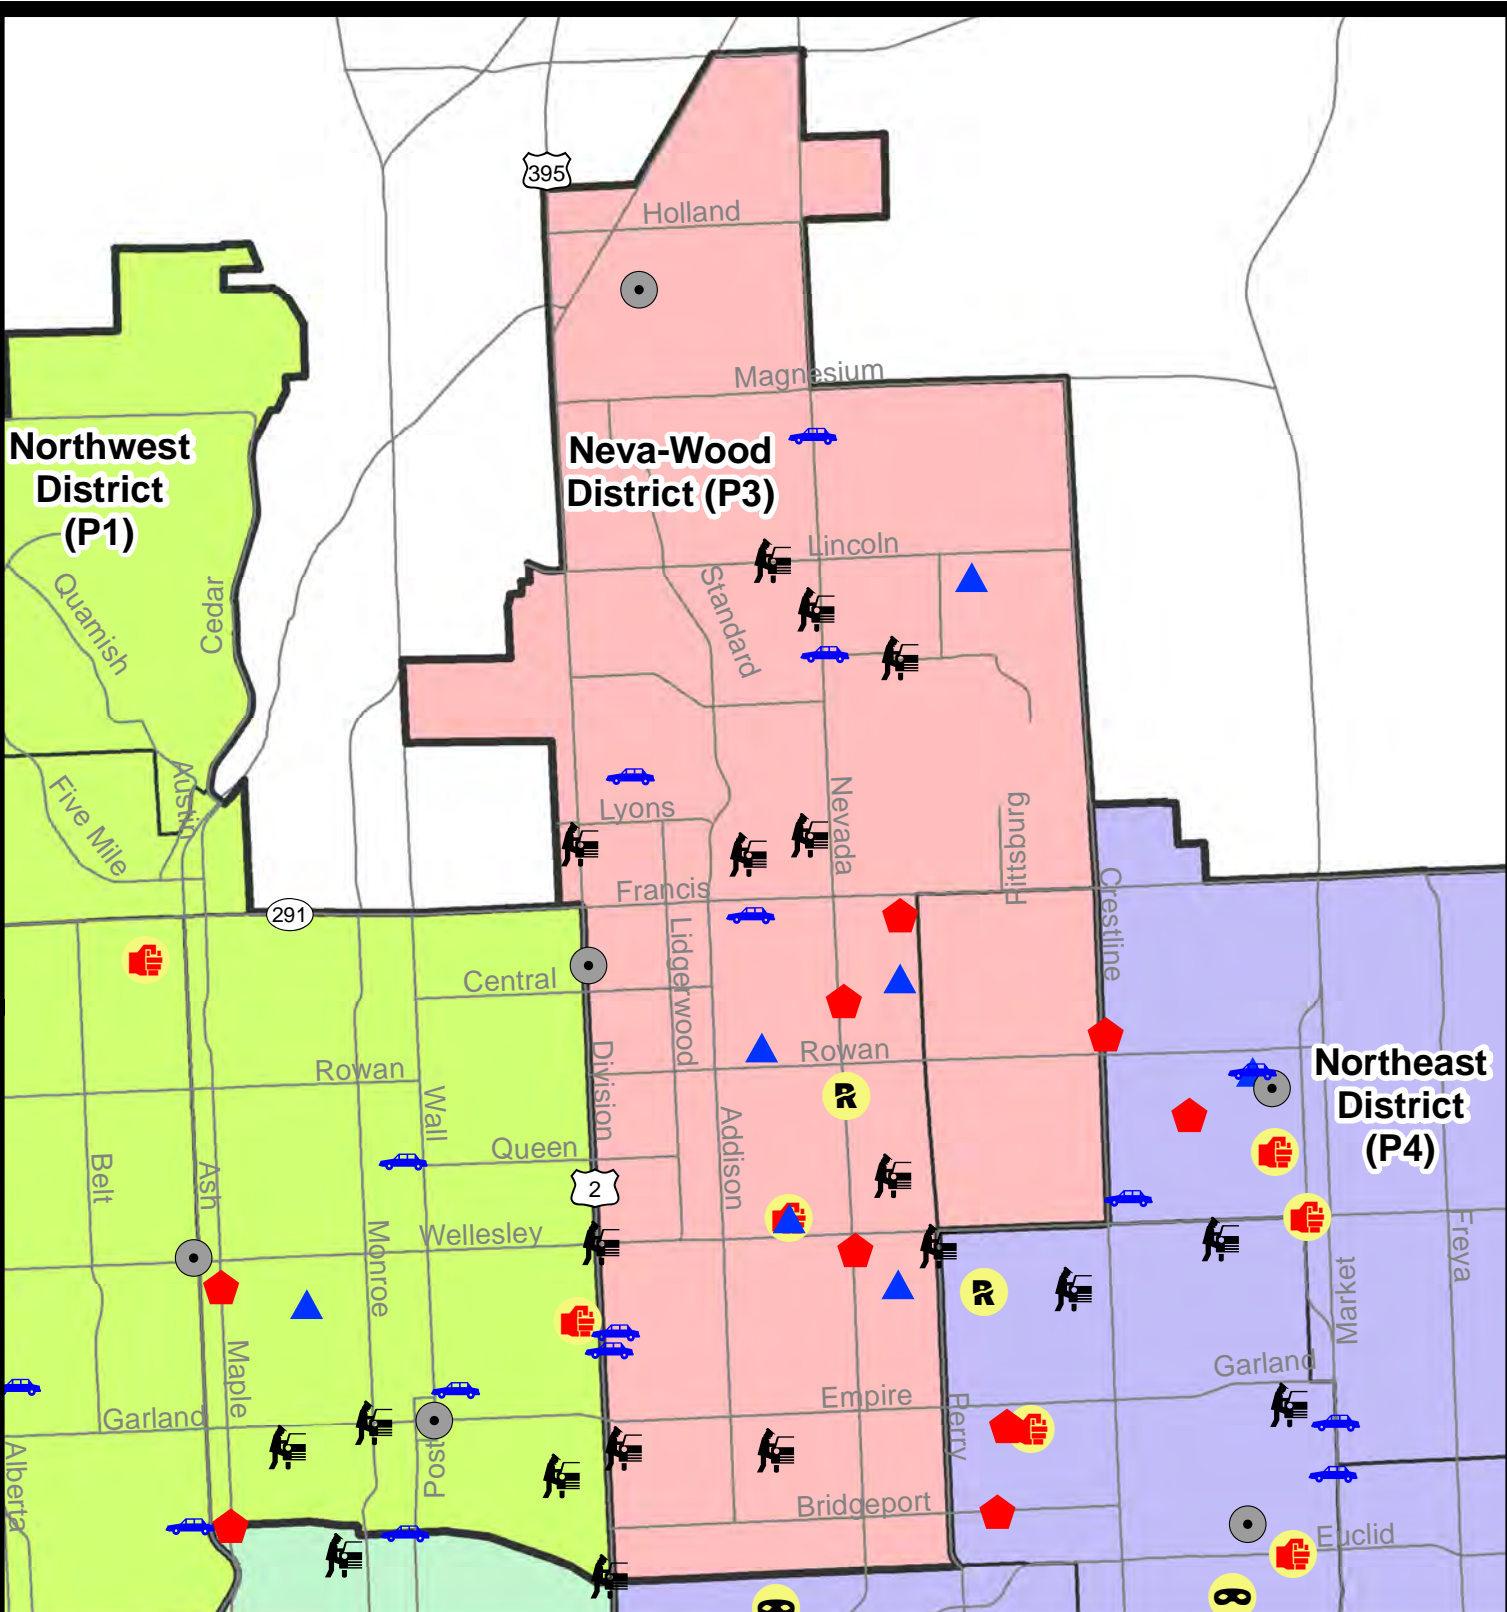 395
Holland
Magnesium
Northwest
District
(P1)
Neva-Wood
District (P3)
Lincoln
Quamish
Cedar
Standard
Five Mile
Austin
Lyons
Nevada
Pittsburg
Francis
291
Crestline
Central
Lidgerwood
Rowan
Rowan
Northeast
District
(P4)
Division
Wall
Addison
Queen
Belt
Ash
2
Wellesley
Monroe
Freya
Market
Maple
Garland
Empire
Perry
Garland
Post
Alberta
Bridgeport
Euclid
R
R